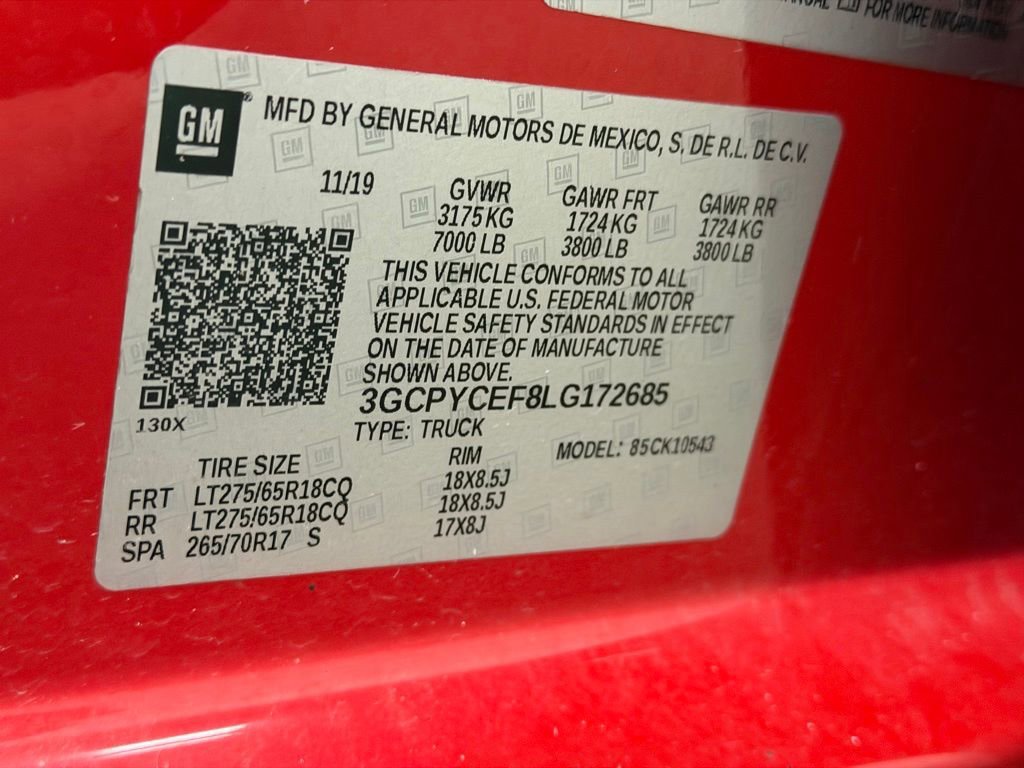 MANUAL FOR MORE INFORMATION
GM
MFD BY GENERAL MOTORS DE MEXICO, S. DE R.L. DE C.V.
11/19 GVWR GAWR FRT GAWR RR
3175 KG 1724 KG 1724 KG
7000 LB 3800 LB 3800 LB
THIS VEHICLE CONFORMS TO ALL
APPLICABLE U.S. FEDERAL MOTOR
VEHICLE SAFETY STANDARDS IN EFFECT
ON THE DATE OF MANUFACTURE
SHOWN ABOVE.
3GCPYCEF8LG172685
130X
TYPE: TRUCK MODEL: 85CK10543
TIRE SIZE RIM
FRT LT275/65R18CQ 18X8.5J
RR LT275/65R18CQ 18X8.5J
SPA 265/70R17 S 17X8J